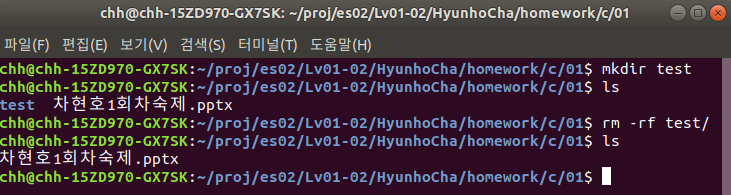 chh@chh-15ZD970-GX7SK: ~/proj/es02/Lv01-02/HyunhoCha/homework/c/01
파일(F) 편집(E) 보기(V) 검색(S) 터미널(T) 도움말(H)
chh@chh-15ZD970-GX7SK:~/proj/es02/Lv01-02/HyunhoCha/homework/c/01$ mkdir test
chh@chh-15ZD970-GX7SK:~/proj/es02/Lv01-02/HyunhoCha/homework/c/01$ ls
test 차현호1회차숙제.pptx
chh@chh-15ZD970-GX7SK:~/proj/es02/Lv01-02/HyunhoCha/homework/c/01$ rm -rf test/
chh@chh-15ZD970-GX7SK:~/proj/es02/Lv01-02/HyunhoCha/homework/c/01$ ls
차현호1회차숙제.pptx
chh@chh-15ZD970-GX7SK:~/proj/es02/Lv01-02/HyunhoCha/homework/c/01$